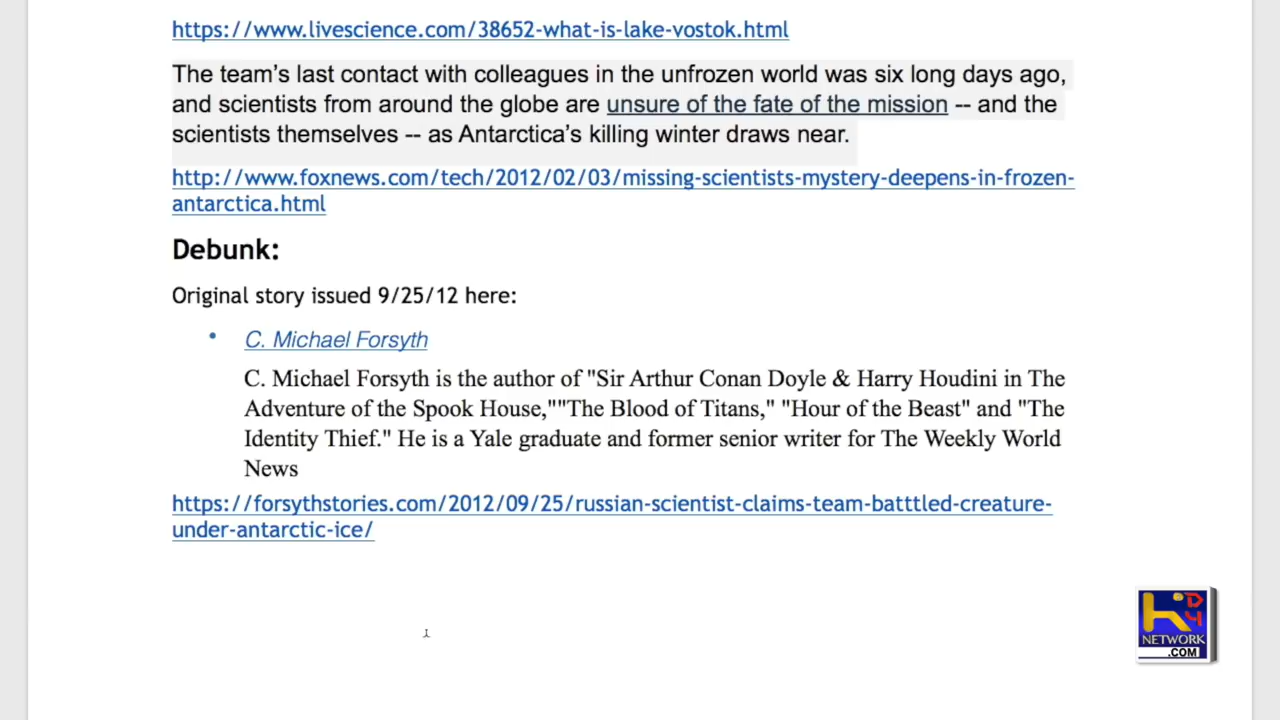 https://www.livescience.com/38652-what-is-lake-vostok.html
The team’s last contact with colleagues in the unfrozen world was six long days ago,
and scientists from around the globe are unsure of the fate of the mission -- and the
scientists themselves -- as Antarctica’s killing winter draws near.
http://www.foxnews.com/tech/2012/02/03/missing-scientists-mystery-deepens-in-frozen-
antarctica.html
Debunk:
Original story issued 9/25/12 here:
• C. Michael Forsyth
C. Michael Forsyth is the author of "Sir Arthur Conan Doyle & Harry Houdini in The
Adventure of the Spook House,""The Blood of Titans," "Hour of the Beast" and "The
Identity Thief." He is a Yale graduate and former senior writer for The Weekly World
News
https://forsythstories.com/2012/09/25/russian-scientist-claims-team-batttled-creature-
under-antarctic-ice/
NETWORK
.COM